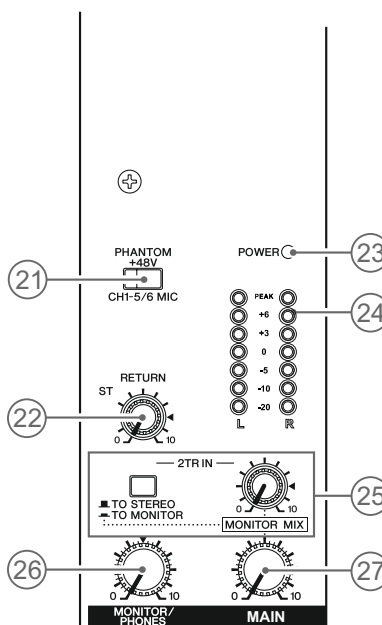 PHANTOM
+48V
CH1-5/6 MIC
21
POWER
23
PEAK
+6
+3
0
-5
-10
-20
L R
24
RETURN
ST
0 10
22
2TR IN
TO STEREO
TO MONITOR
0 10
MONITOR MIX
25
0 10
MONITOR/
PHONES
26
0 10
MAIN
27